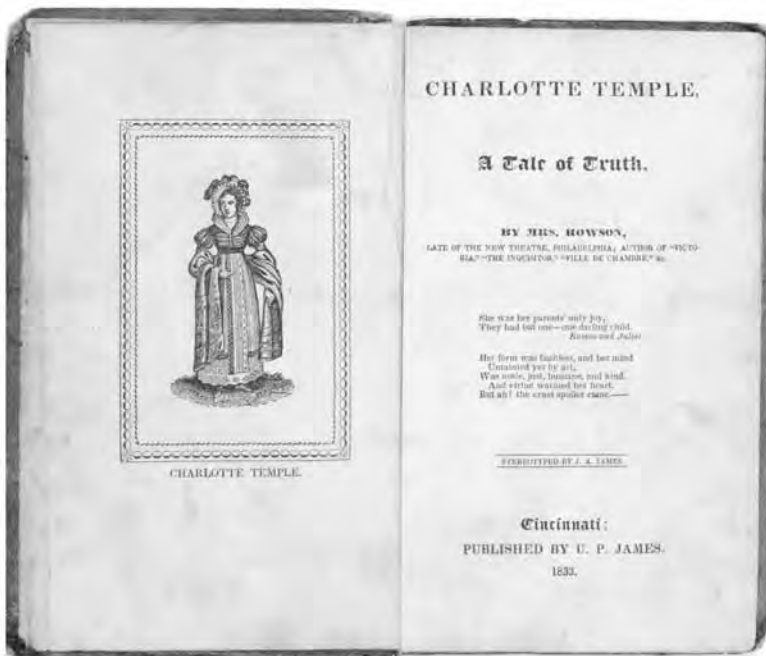 CHARLOTTE TEMPLE.
CHARLOTTE TEMPLE,
A Tale of Truth.
BY MRS. ROWSON,
LATE OF THE NEW THEATRE, PHILADELPHIA; AUTHOR OF "VICTO-
RIA," "THE INQUISITOR," "FILLE DE CHAMBRE," &c.
She was her parents' only joy,
They had but one—one darling child.
Romeo and Juliet
Her form was faultless, and her mind
Untainted yet by art,
Was noble, just, humane, and kind,
And virtue warmed her heart.
But ah! the cruel spoiler came.——
STEREOTYPED BY J. A. JAMES.
Cincinnati:
PUBLISHED BY U. P. JAMES.
1833.